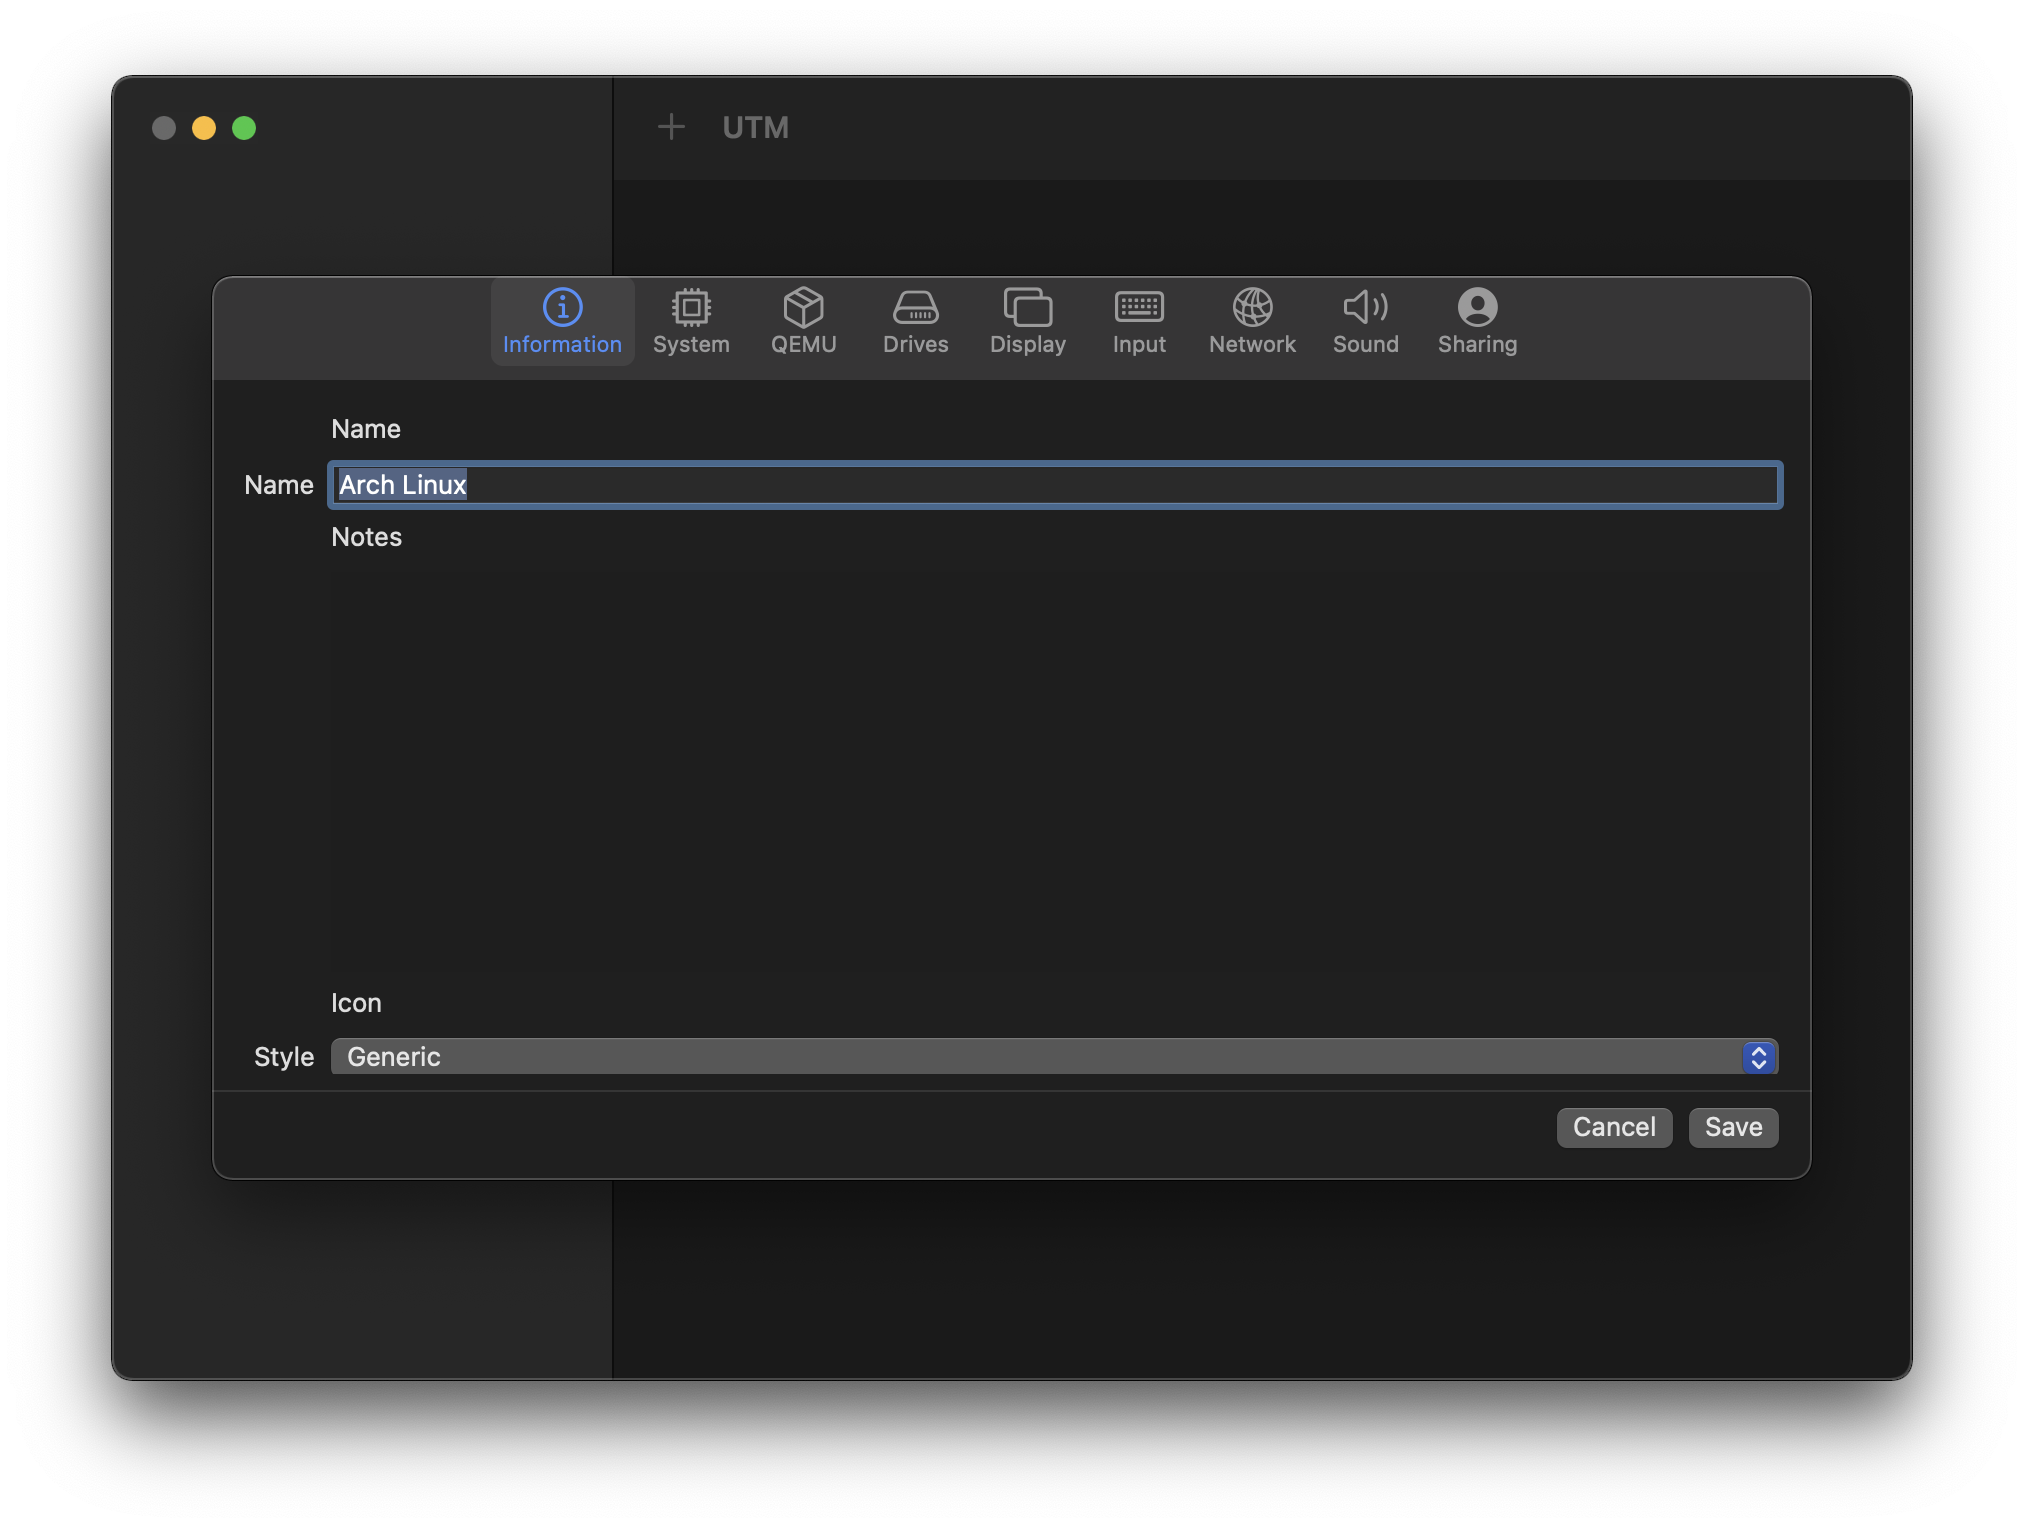 UTM
Information System QEMU Drives Display Input Network Sound Sharing
Name
Name Arch Linux
Notes
Icon
Style Generic
Cancel Save